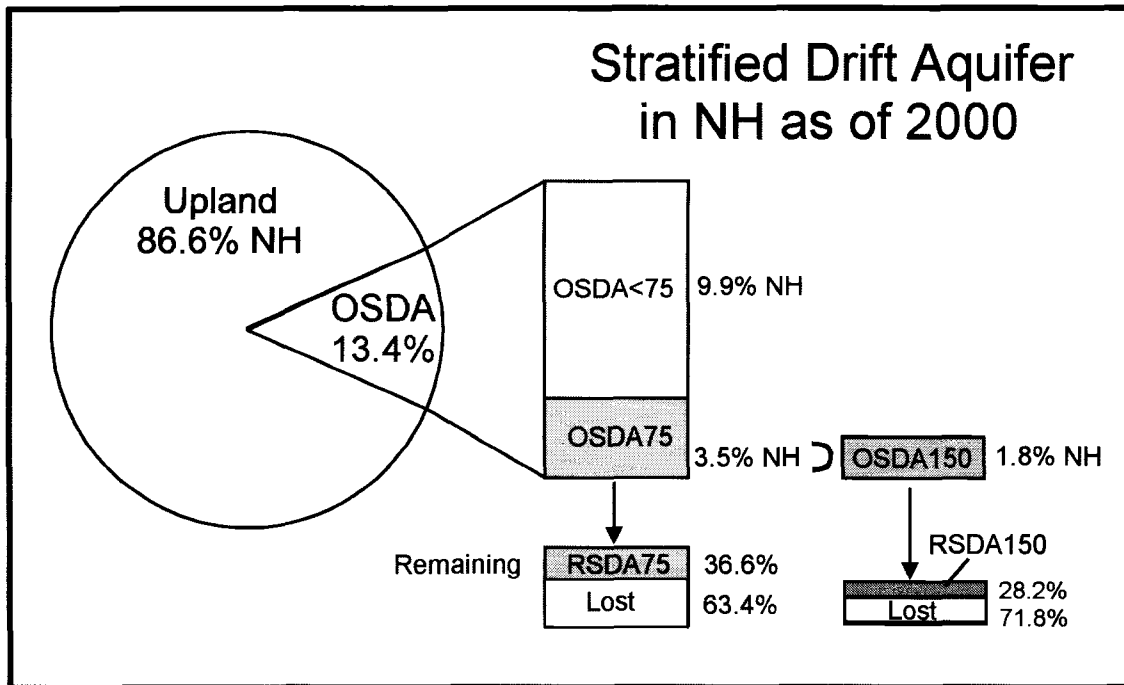 Stratified Drift Aquifer
in NH as of 2000
Upland
86.6% NH
OSDA
13.4%
OSDA<75
9.9% NH
OSDA75
3.5% NH
OSDA150
1.8% NH
Remaining
RSDA75
36.6%
Lost
63.4%
RSDA150
28.2%
Lost
71.8%